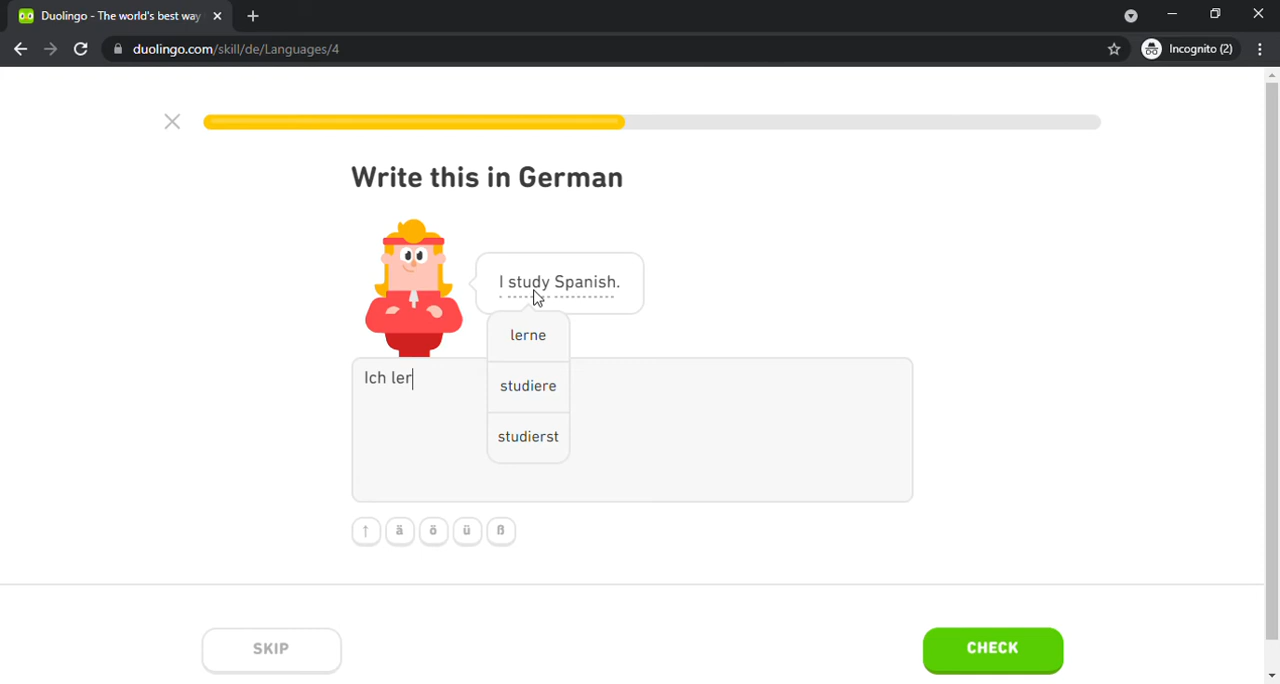 Duolingo - The world's best way
duolingo.com/skill/de/Languages/4
Incognito (2)
Write this in German
I study Spanish.
lerne
studiere
studierst
Ich ler
↑ ä ö ü ß
SKIP
CHECK